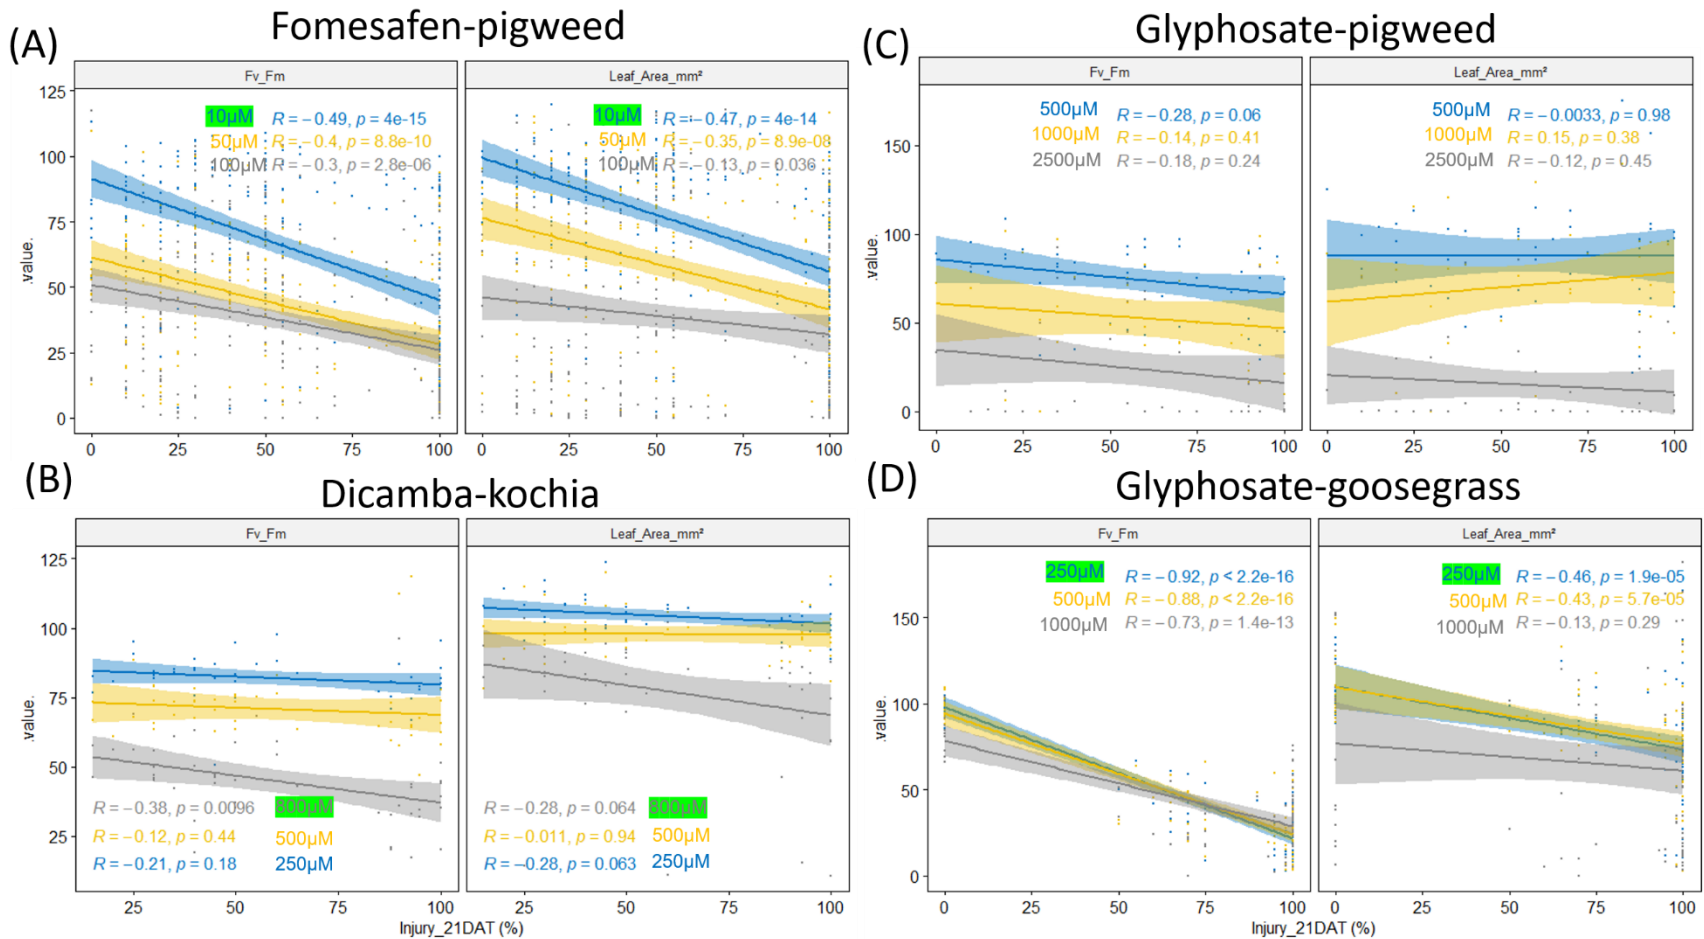 (A)
Fomesafen-pigweed
Fv_Fm
Leaf_Area_mm²
10µM R = −0.49, p = 4e-15
50µM R = −0.4, p = 8.8e-10
100µM R = −0.3, p = 2.8e-06
10µM R = −0.47, p = 4e-14
50µM R = −0.35, p = 8.9e-08
100µM R = −0.13, p = 0.036
.value.
125
100
75
50
25
0
0 25 50 75 100
0 25 50 75 100
(C)
Glyphosate-pigweed
Fv_Fm
Leaf_Area_mm²
500µM R = −0.28, p = 0.06
1000µM R = −0.14, p = 0.41
2500µM R = −0.18, p = 0.24
500µM R = −0.0033, p = 0.98
1000µM R = 0.15, p = 0.38
2500µM R = −0.12, p = 0.45
.value.
150
100
50
0
0 25 50 75 100
0 25 50 75 100
(B)
Dicamba-kochia
Fv_Fm
Leaf_Area_mm²
.value.
125
100
75
50
25
R = −0.38, p = 0.0096 800µM
R = −0.12, p = 0.44 500µM
R = −0.21, p = 0.18 250µM
R = −0.28, p = 0.064 800µM
R = −0.011, p = 0.94 500µM
R = −0.28, p = 0.063 250µM
25 50 75 100
25 50 75 100
Injury_21DAT (%)
(D)
Glyphosate-goosegrass
Fv_Fm
Leaf_Area_mm²
250µM R = −0.92, p < 2.2e-16
500µM R = −0.88, p < 2.2e-16
1000µM R = −0.73, p = 1.4e-13
250µM R = −0.46, p = 1.9e-05
500µM R = −0.43, p = 5.7e-05
1000µM R = −0.13, p = 0.29
.value.
150
100
50
0
0 25 50 75 100
0 25 50 75 100
Injury_21DAT (%)